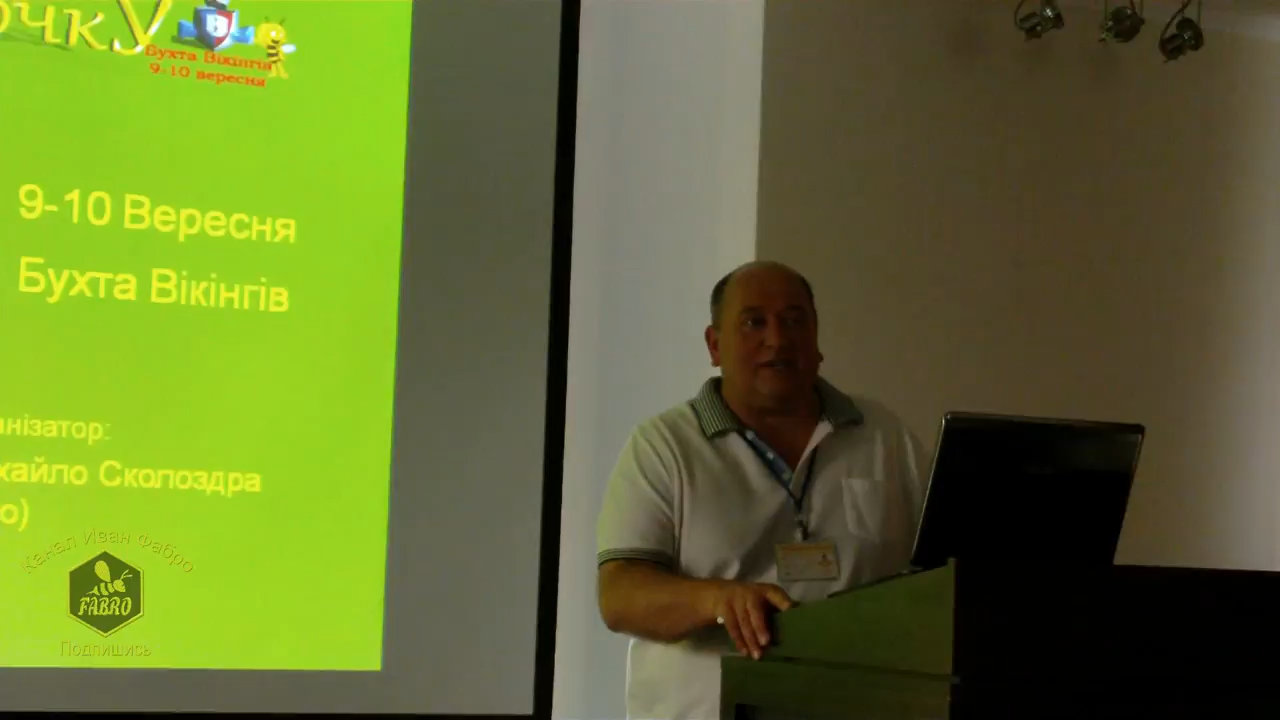 очкУ
Бухта Вікінгів
9-10 вересня
9-10 Вересня
Бухта Вікінгів
нізатор:
хайло Сколоздра
о)
Канал Иван Фабро
FABRO
Подпишись